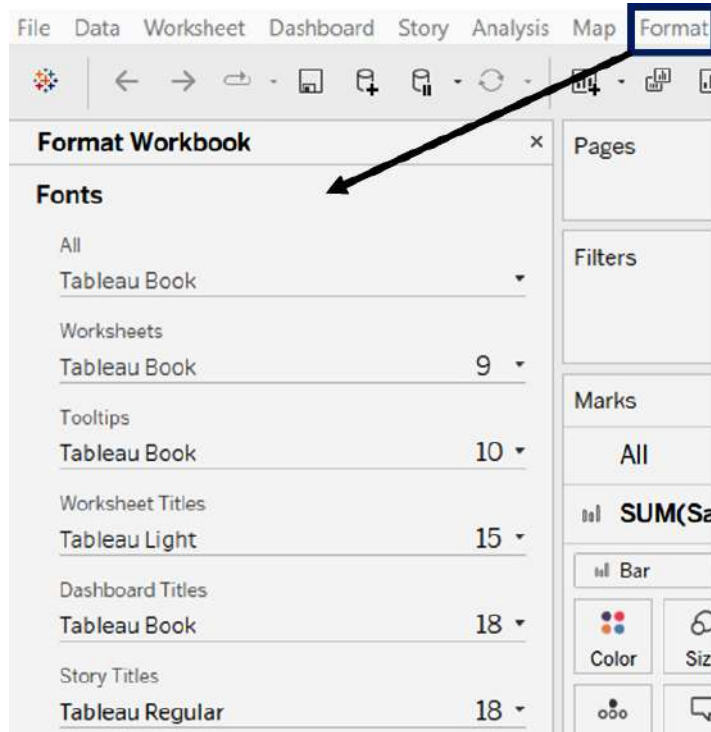 File Data Worksheet Dashboard Story Analysis Map Format
Format Workbook ×
Fonts
All
Tableau Book
Worksheets
Tableau Book 9
Tooltips
Tableau Book 10
Worksheet Titles
Tableau Light 15
Dashboard Titles
Tableau Book 18
Story Titles
Tableau Regular 18
Pages
Filters
Marks
All
SUM(Sa
Bar
Color Siz